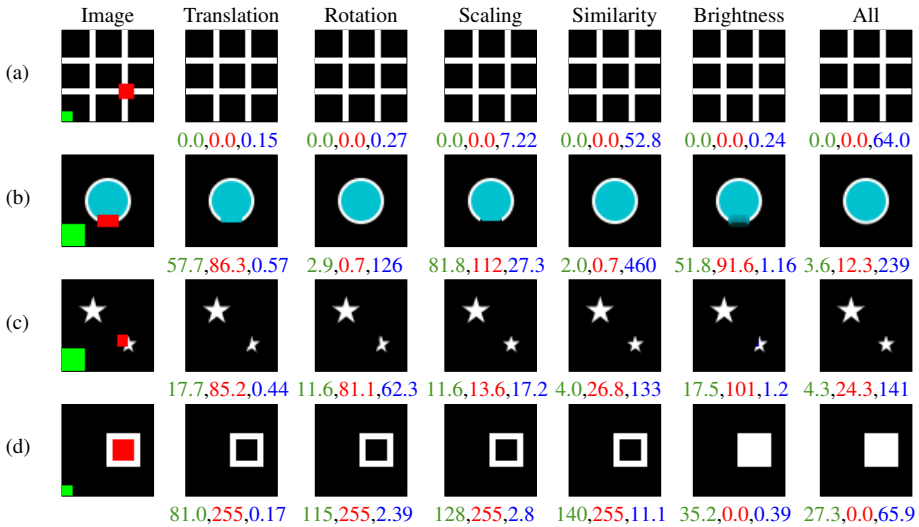 Image Translation Rotation Scaling Similarity Brightness All
(a)
0.0,0.0,0.15 0.0,0.0,0.27 0.0,0.0,7.22 0.0,0.0,52.8 0.0,0.0,0.24 0.0,0.0,64.0
(b)
57.7,86.3,0.57 2.9,0.7,126 81.8,112,27.3 2.0,0.7,460 51.8,91.6,1.16 3.6,12.3,239
(c)
17.7,85.2,0.44 11.6,81.1,62.3 11.6,13.6,17.2 4.0,26.8,133 17.5,101,1.2 4.3,24.3,141
(d)
81.0,255,0.17 115,255,2.39 128,255,2.8 140,255,11.1 35.2,0.0,0.39 27.3,0.0,65.9